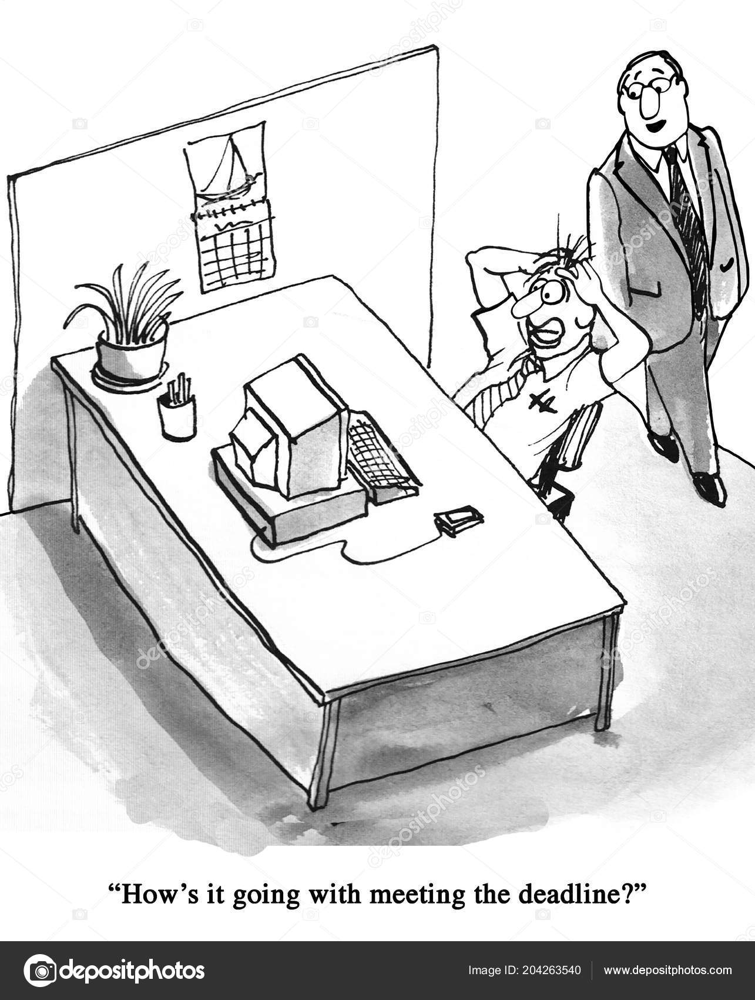 “How’s it going with meeting the deadline?”
depositphotos
Image ID: 204263540
www.depositphotos.com